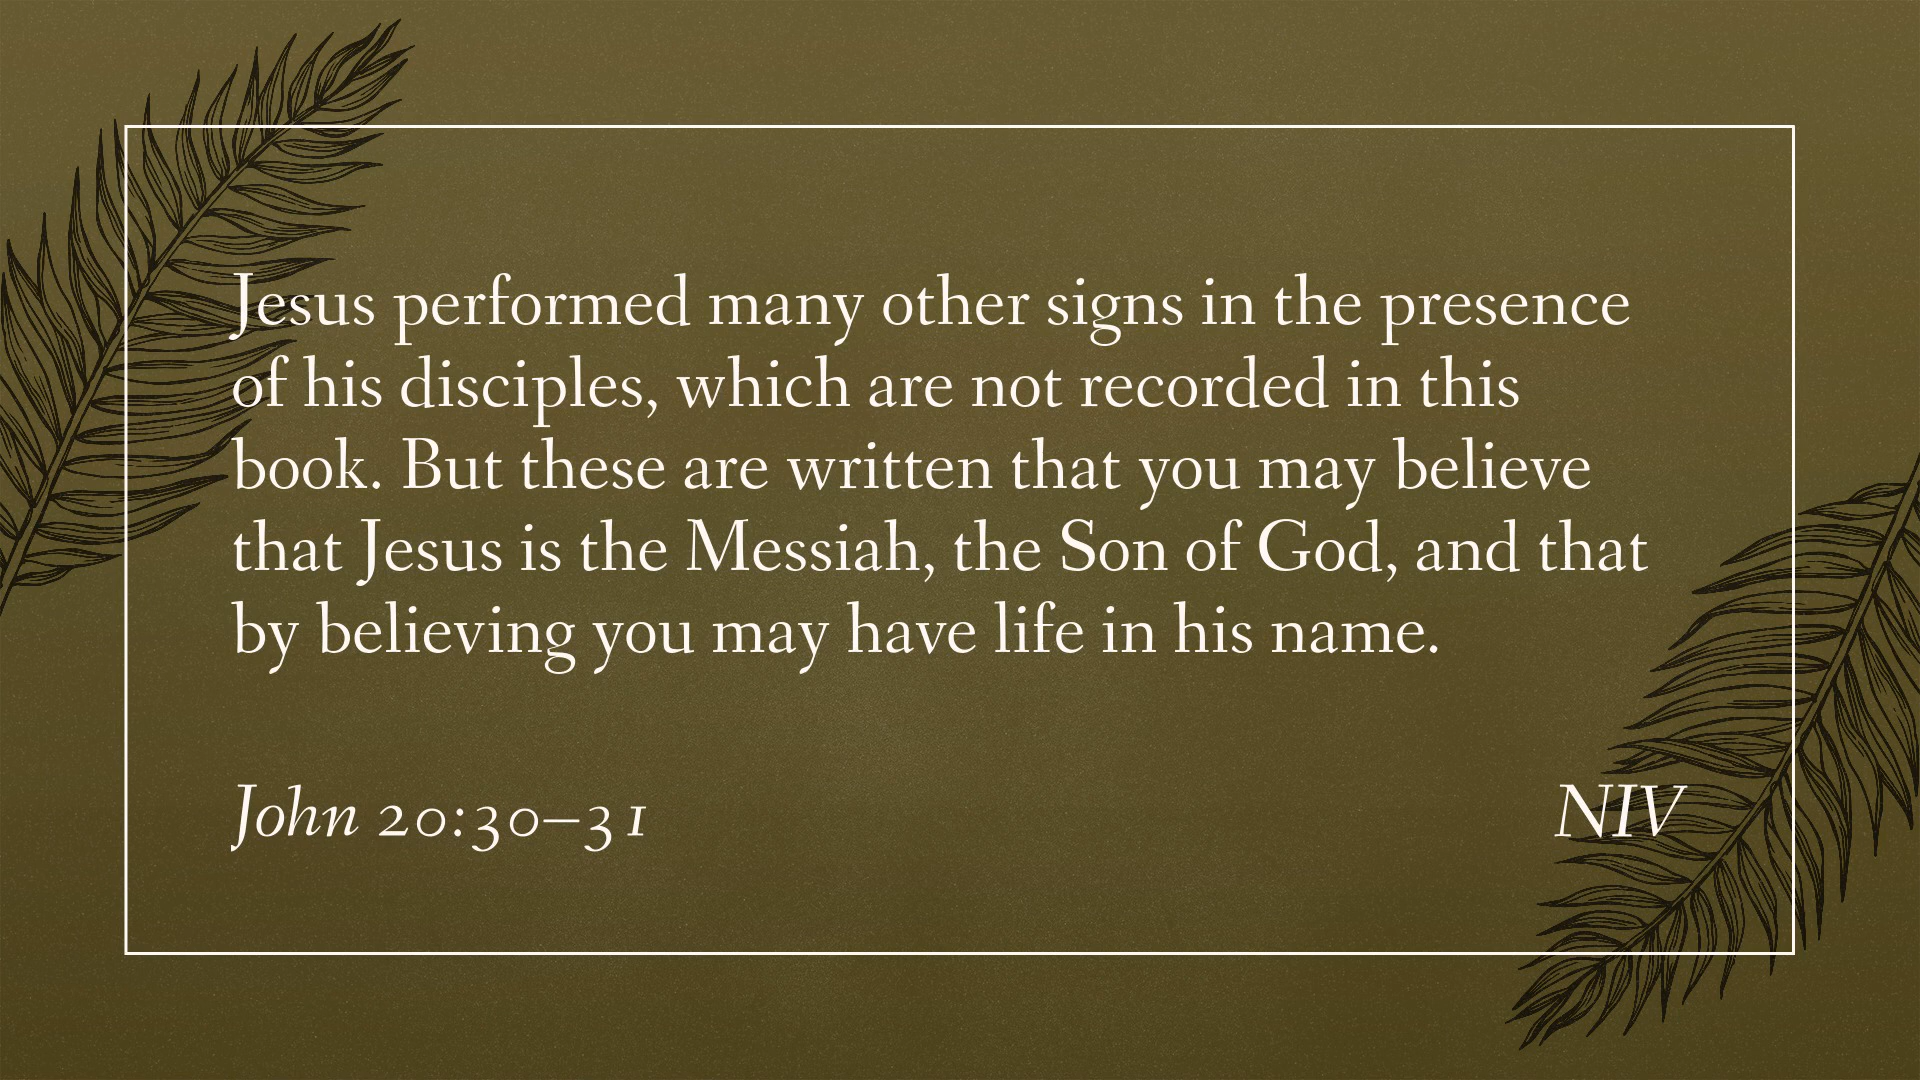 Jesus performed many other signs in the presence
of his disciples, which are not recorded in this
book. But these are written that you may believe
that Jesus is the Messiah, the Son of God, and that
by believing you may have life in his name.
John 20:30–31
NIV